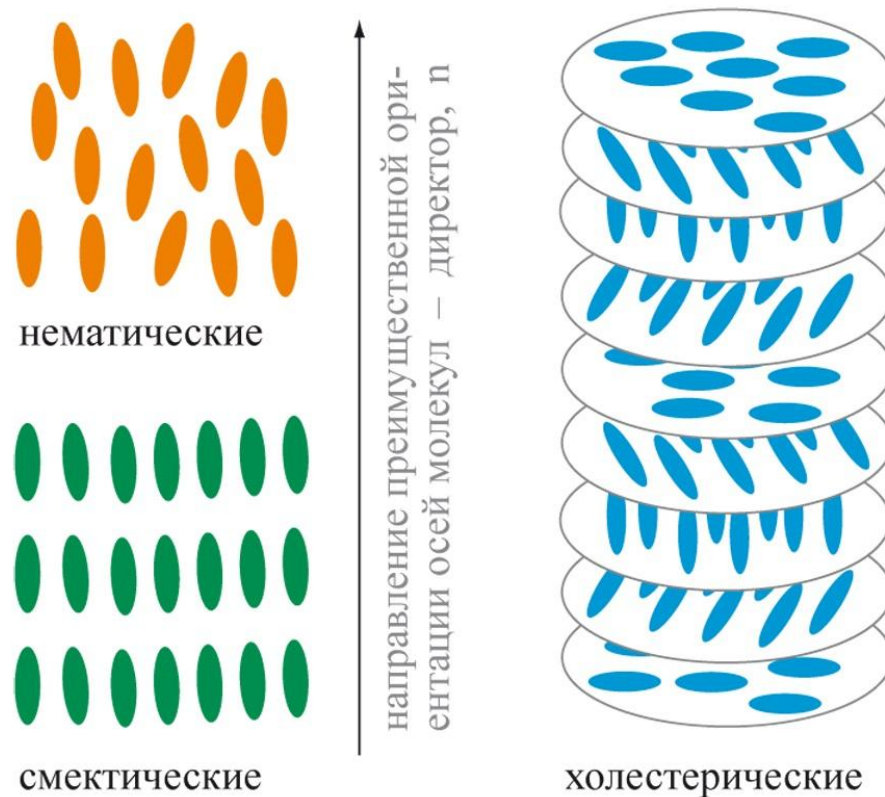 нематические
смектические
направление преимущественной ори-
ентации осей молекул – директор, n
холестерические